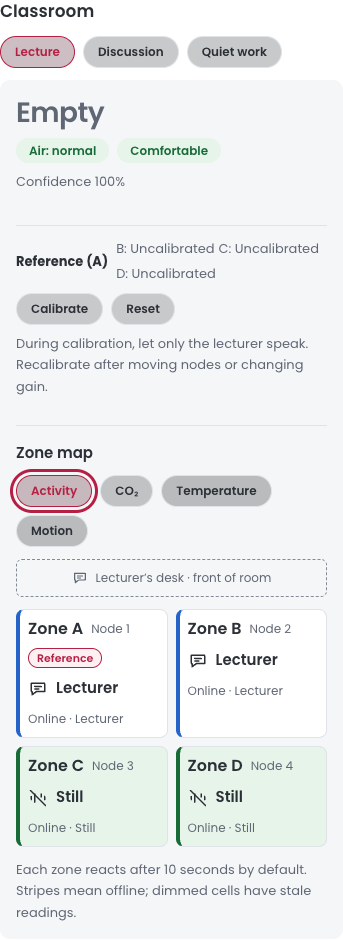 Classroom
Lecture Discussion Quiet work
Empty
Air: normal Comfortable
Confidence 100%
Reference (A) B: Uncalibrated C: Uncalibrated
D: Uncalibrated
Calibrate Reset
During calibration, let only the lecturer speak.
Recalibrate after moving nodes or changing
gain.
Zone map
Activity CO₂ Temperature
Motion
Lecturer’s desk · front of room
Zone A Node 1
Reference
Lecturer
Online · Lecturer
Zone B Node 2
Lecturer
Online · Lecturer
Zone C Node 3
Still
Online · Still
Zone D Node 4
Still
Online · Still
Each zone reacts after 10 seconds by default.
Stripes mean offline; dimmed cells have stale
readings.